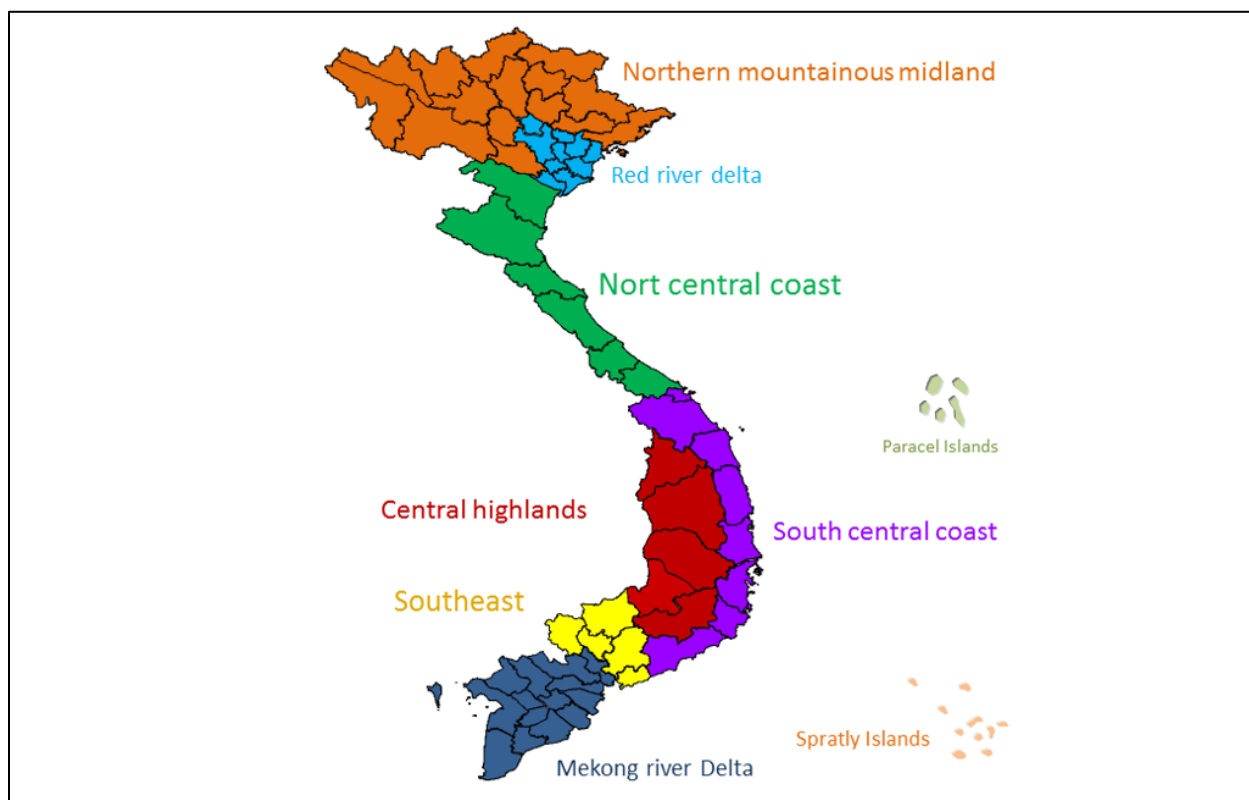 Northern mountainous midland
Red river delta
Nort central coast
Paracel Islands
Central highlands
South central coast
Southeast
Spratly Islands
Mekong river Delta